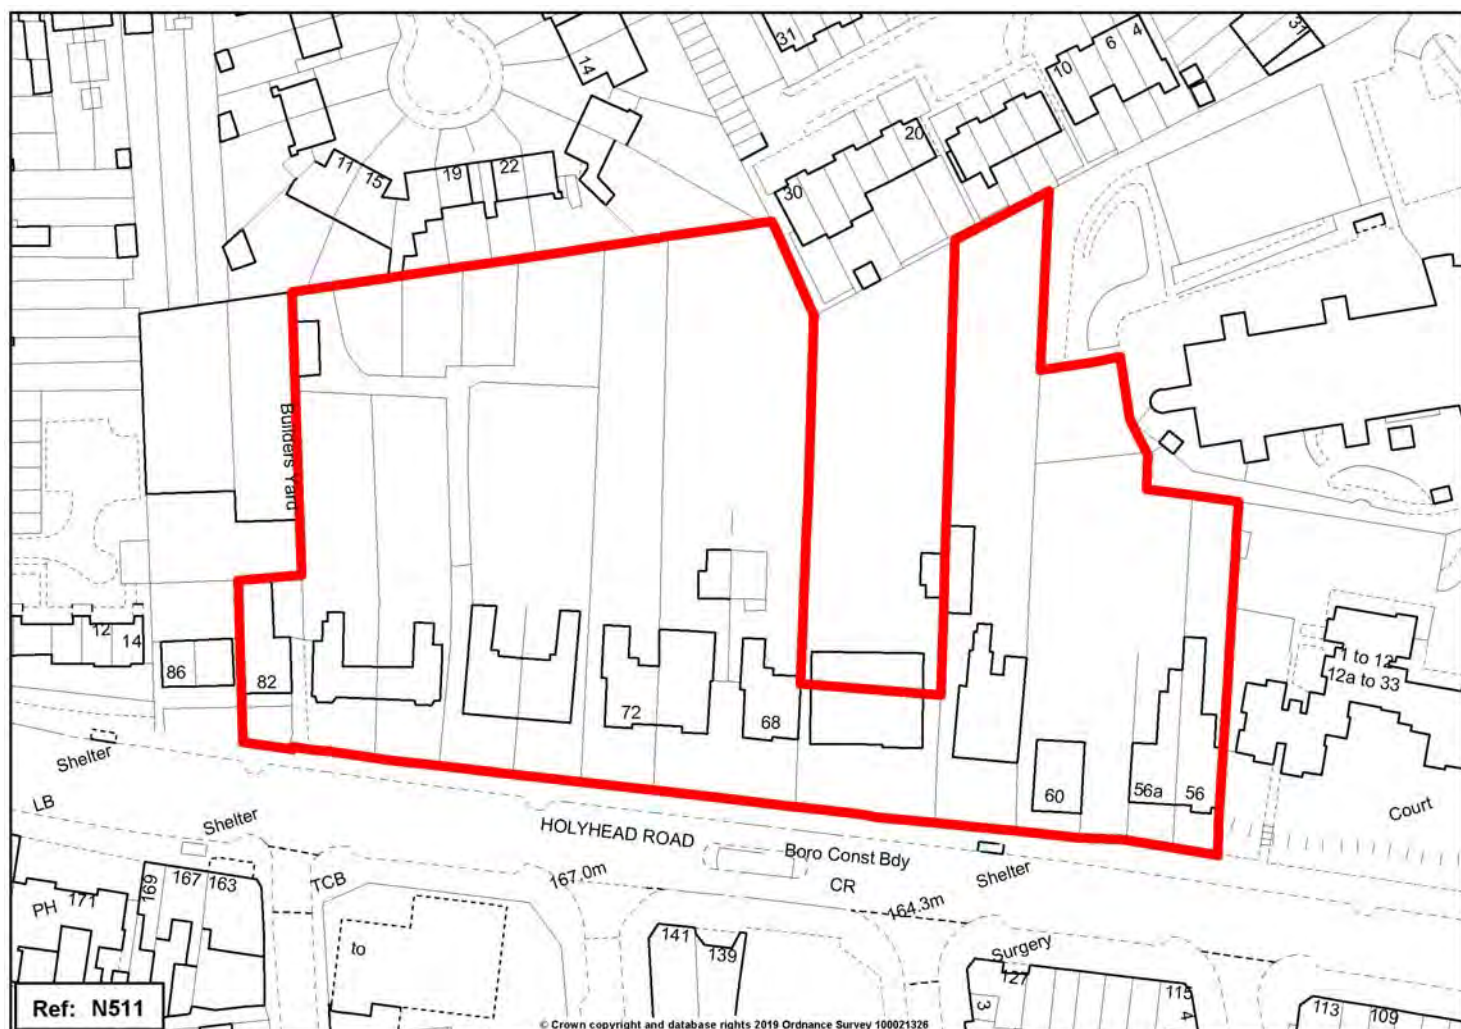 31
14
10
6
4
31
20
11
15
19
22
30
Builders Yard
12
14
86
82
72
68
60
56a
56
1 to 12
12a to 33
Court
Shelter
LB
Shelter
HOLYHEAD ROAD
Boro Const Bdy
Shelter
CR
TCB
167.0m
164.3m
PH
171
169
167
163
to
141
139
Surgery
127
3
115
4
113
109
Ref: N511
© Crown copyright and database rights 2019 Ordnance Survey 100021326